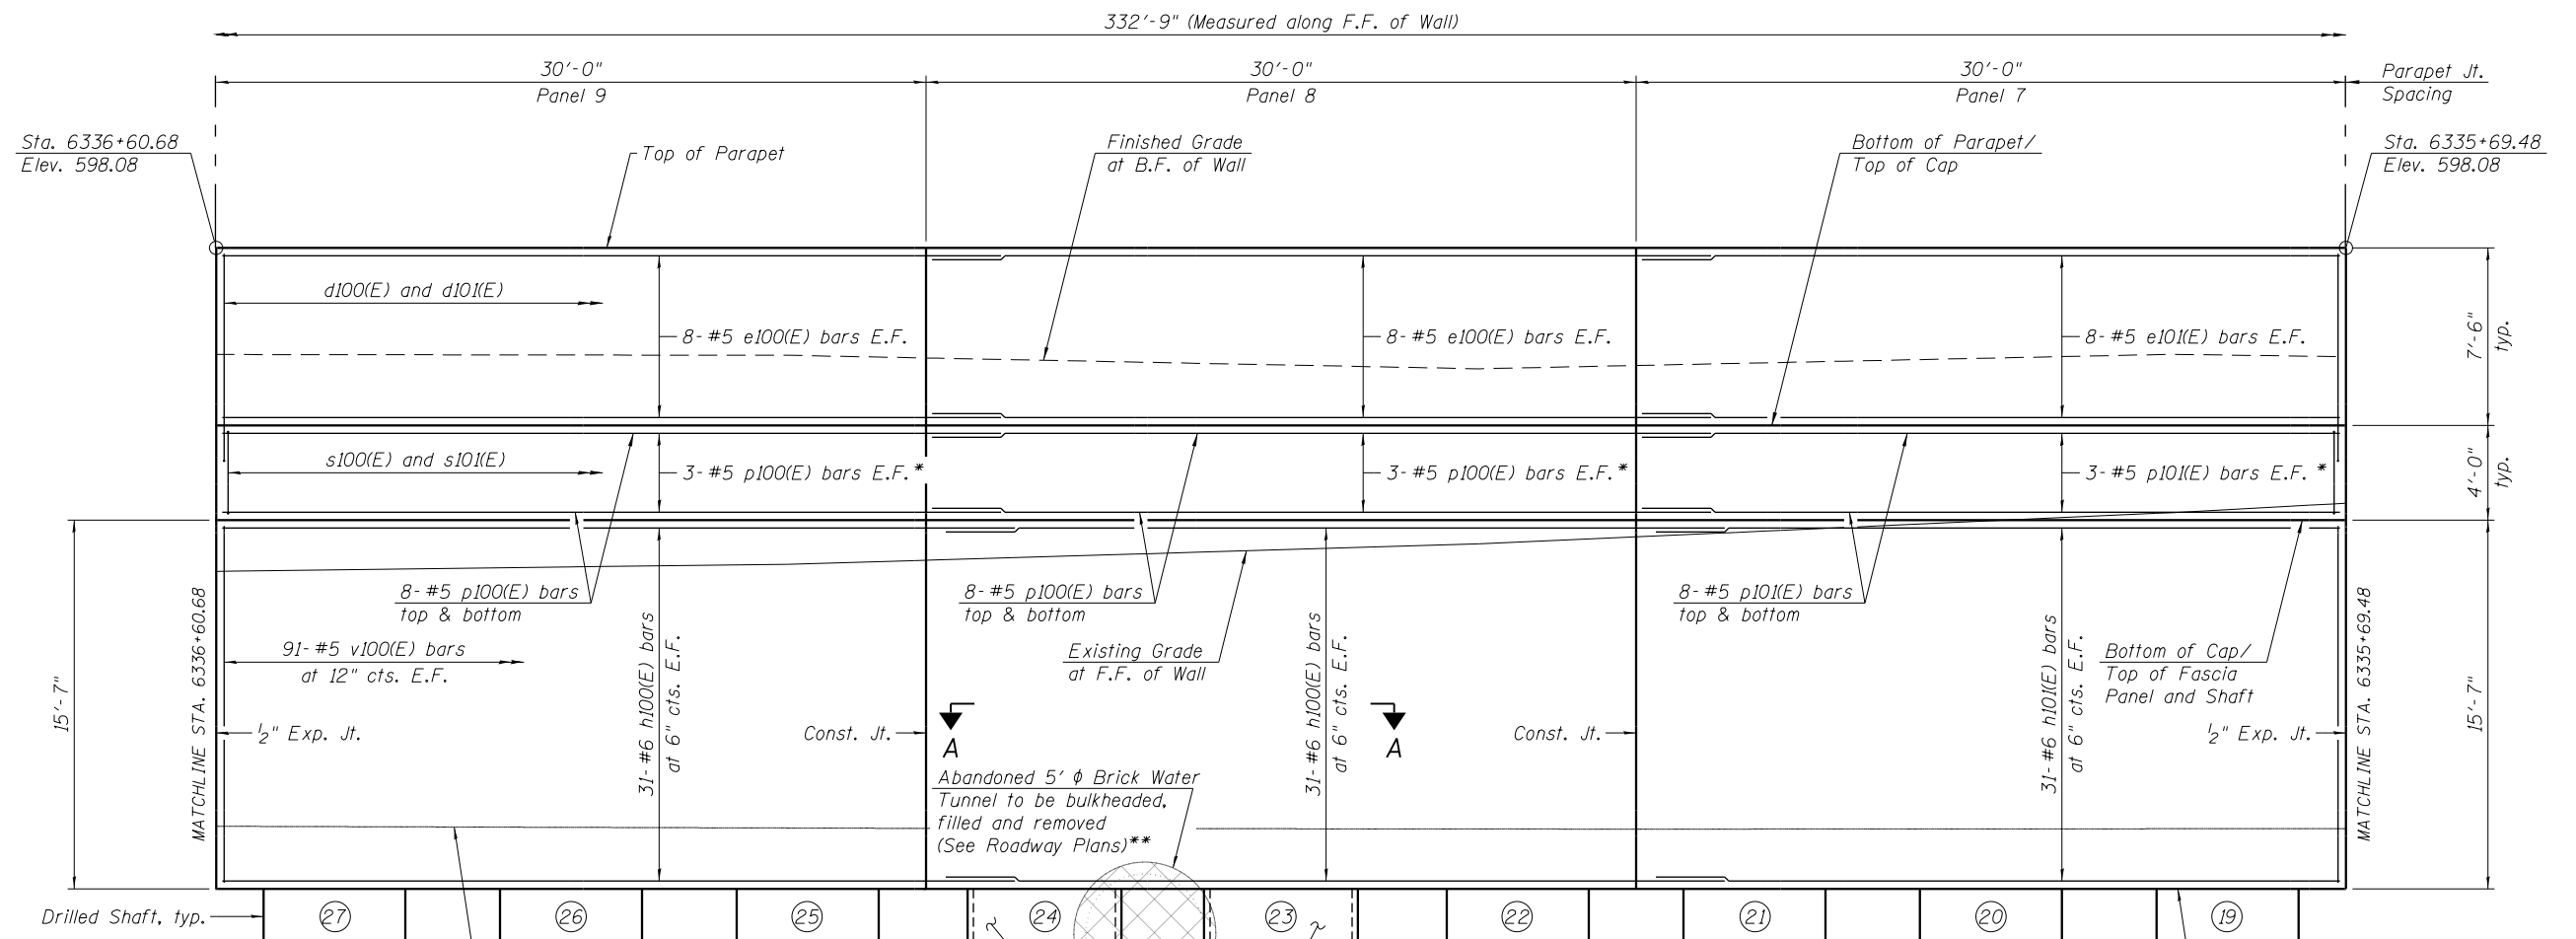 332'-9" (Measured along F.F. of Wall)
30'-0"
Panel 9
30'-0"
Panel 8
30'-0"
Panel 7
Parapet Jt.
Spacing
Sta. 6336+60.68
Elev. 598.08
Top of Parapet
Finished Grade
at B.F. of Wall
Bottom of Parapet/
Top of Cap
Sta. 6335+69.48
Elev. 598.08
d100(E) and d101(E)
8-#5 e100(E) bars E.F.
8-#5 e100(E) bars E.F.
8-#5 e101(E) bars E.F.
7'-6"
typ.
s100(E) and s101(E)
3-#5 p100(E) bars E.F.*
3-#5 p100(E) bars E.F.*
3-#5 p101(E) bars E.F.*
4'-0"
typ.
8-#5 p100(E) bars
top & bottom
8-#5 p100(E) bars
top & bottom
8-#5 p101(E) bars
top & bottom
91-#5 v100(E) bars
at 12" cts. E.F.
31-#6 h100(E) bars
at 6" cts. E.F.
Existing Grade
at F.F. of Wall
31-#6 h100(E) bars
at 6" cts. E.F.
31-#6 h101(E) bars
at 6" cts. E.F.
Bottom of Cap/
Top of Fascia
Panel and Shaft
15'-7"
MATCHLINE STA. 6336+60.68
MATCHLINE STA. 6335+69.48
15'-7"
½" Exp. Jt.
Const. Jt.
A
A
Const. Jt.
½" Exp. Jt.
Abandoned 5' ϕ Brick Water
Tunnel to be bulkheaded,
filled and removed
(See Roadway Plans)**
Drilled Shaft, typ.
27
26
25
24
23
22
21
20
19